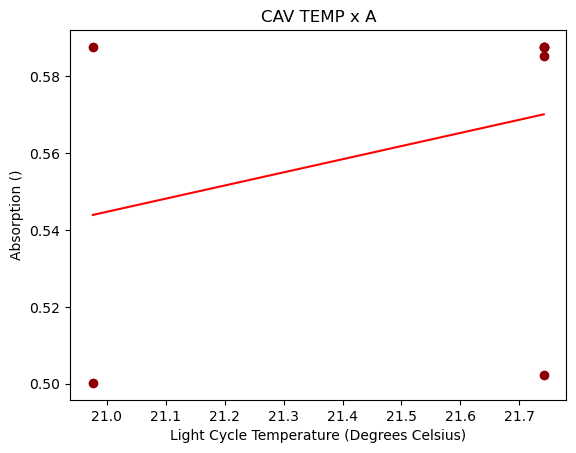 CAV TEMP x A
Absorption ()
0.58
0.56
0.54
0.52
0.50
21.0 21.1 21.2 21.3 21.4 21.5 21.6 21.7
Light Cycle Temperature (Degrees Celsius)